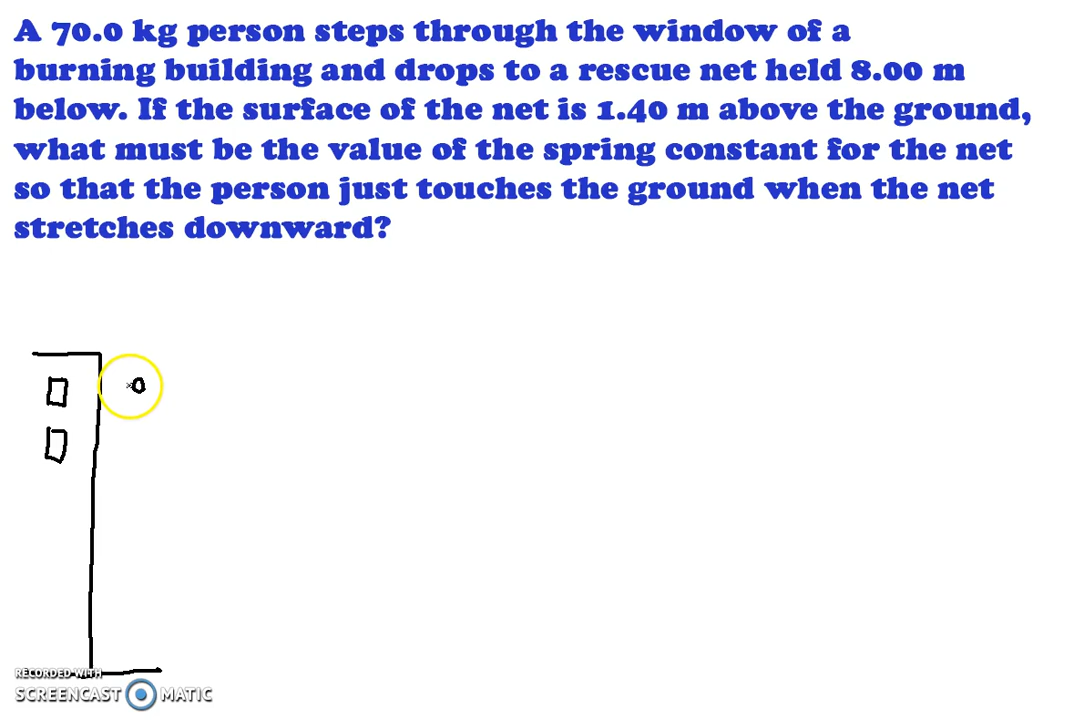 A 70.0 kg person steps through the window of a
burning building and drops to a rescue net held 8.00 m
below. If the surface of the net is 1.40 m above the ground,
what must be the value of the spring constant for the net
so that the person just touches the ground when the net
stretches downward?
RECORDED WITH
SCREENCAST MATIC